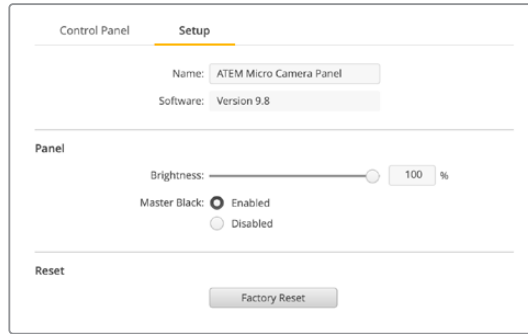 Control Panel Setup
Name: ATEM Micro Camera Panel
Software: Version 9.8
Panel
Brightness: 100 %
Master Black: Enabled
Disabled
Reset
Factory Reset